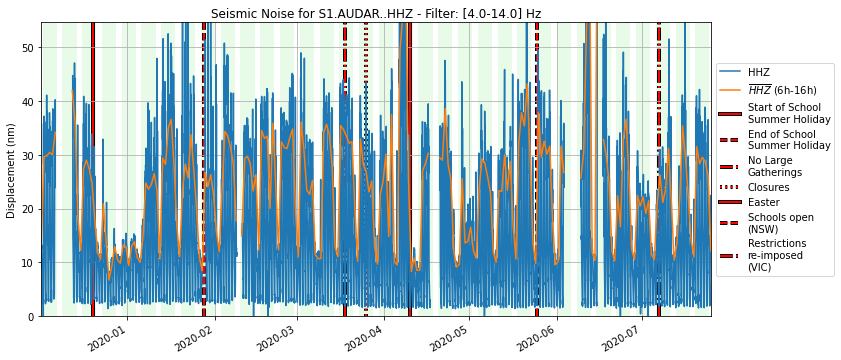 Seismic Noise for S1.AUDAR..HHZ - Filter: [4.0-14.0] Hz
Displacement (nm)
50
40
30
20
10
0
2020-01
2020-02
2020-03
2020-04
2020-05
2020-06
2020-07
HHZ
HHZ (6h-16h)
Start of School
Summer Holiday
End of School
Summer Holiday
No Large
Gatherings
Closures
Easter
Schools open
(NSW)
Restrictions
re-imposed
(VIC)